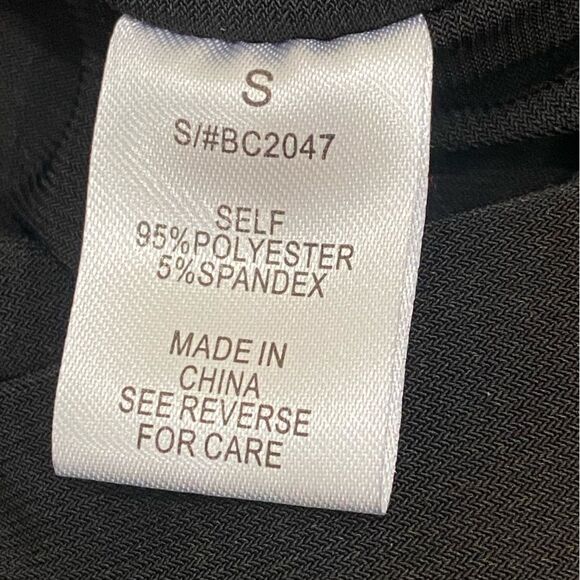 S
S/#BC2047
SELF
95%POLYESTER
5%SPANDEX
MADE IN
CHINA
SEE REVERSE
FOR CARE